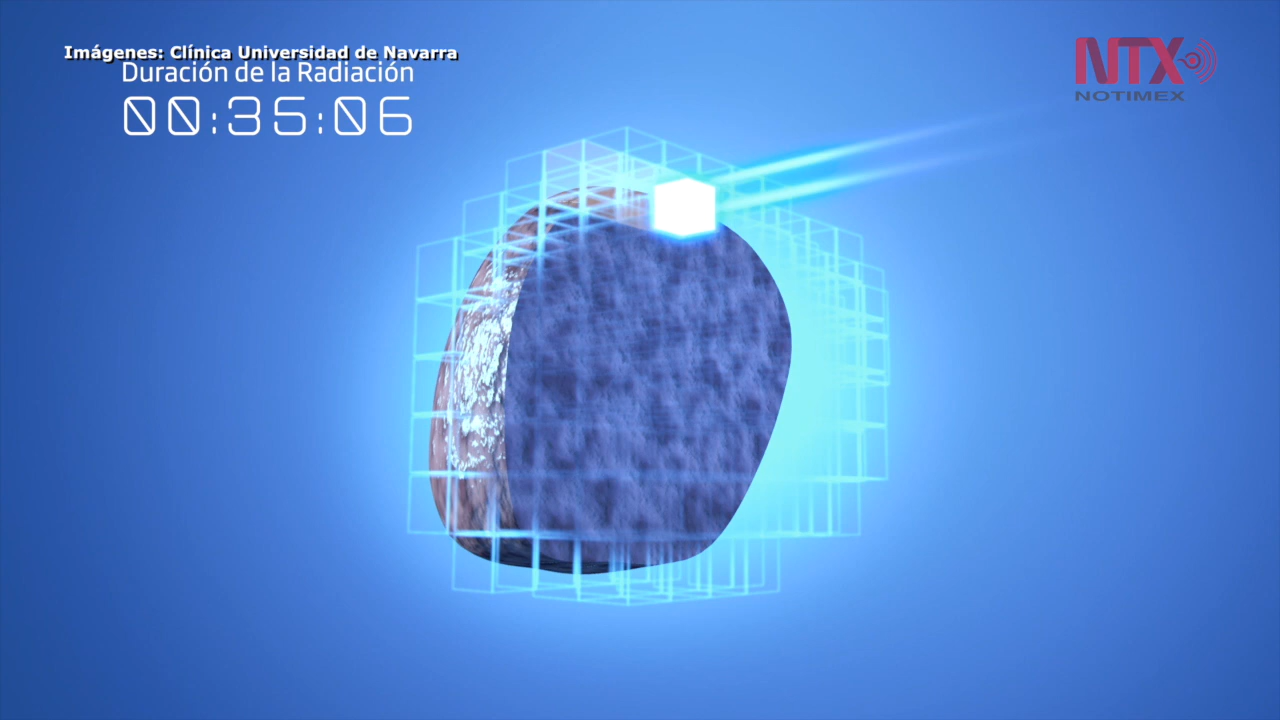 Imágenes: Clínica Universidad de Navarra
Duración de la Radiación
00:35:06
NTX
NOTIMEX